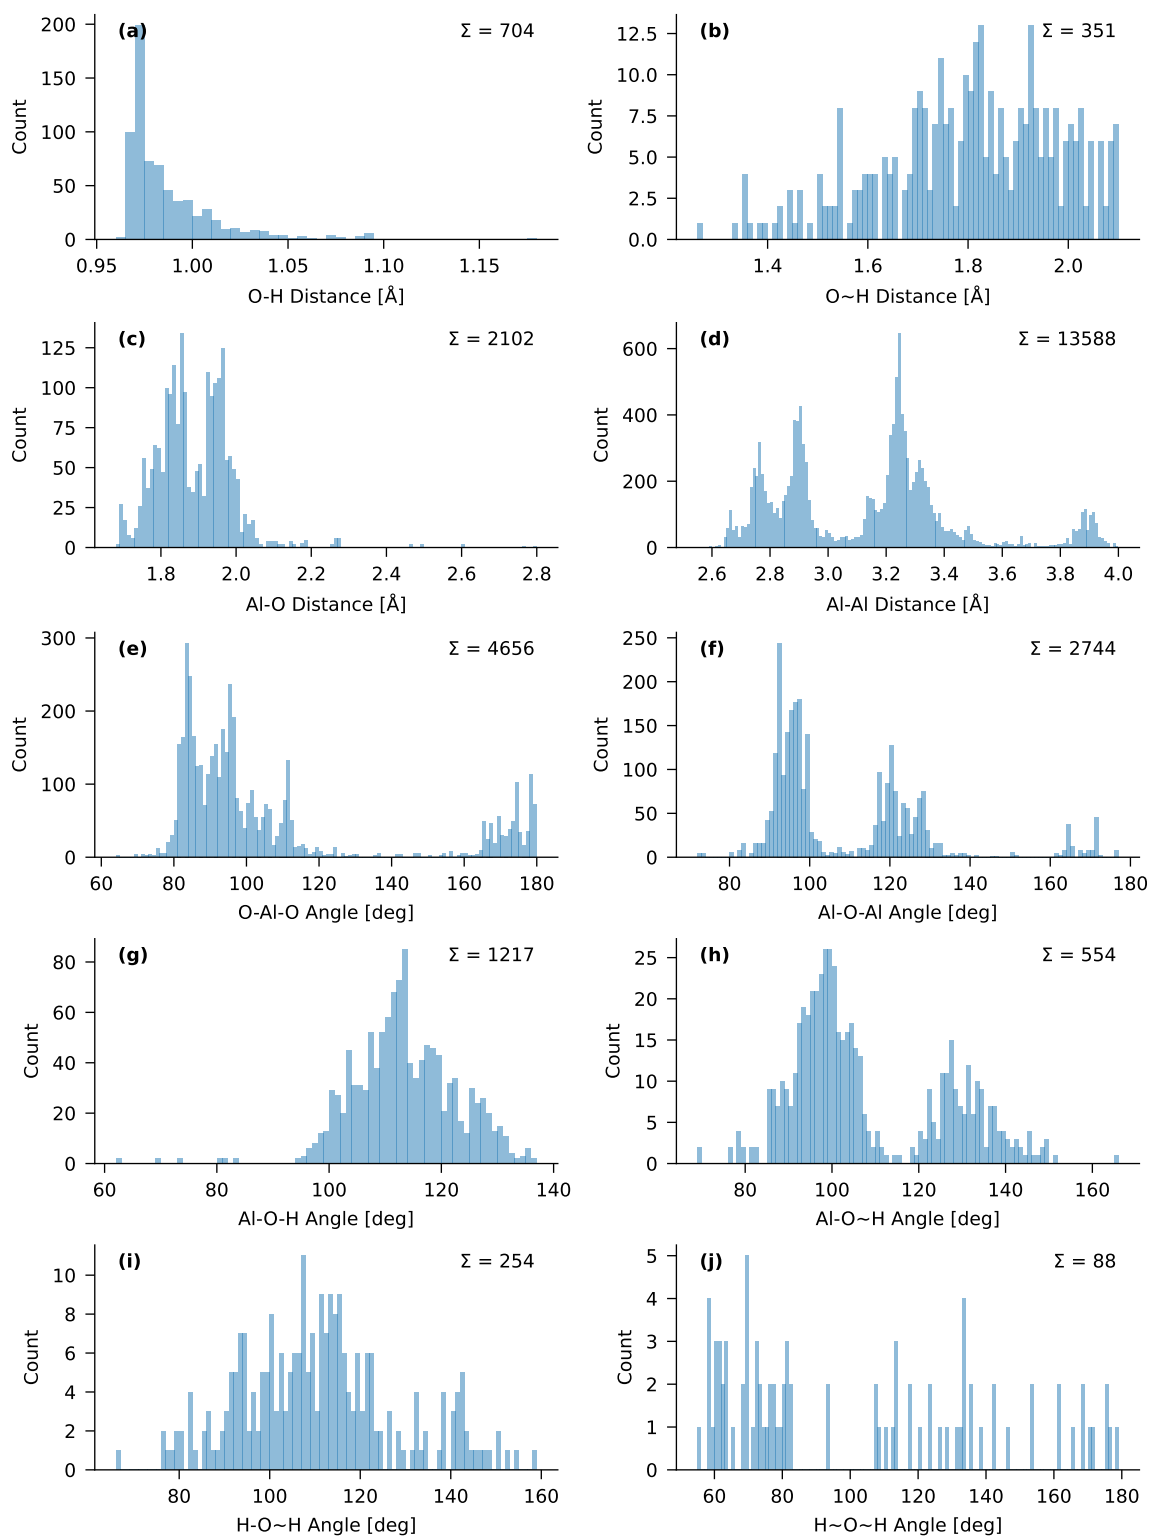 (a)
Σ = 704
200
150
100
50
0
Count
0.95
1.00
1.05
1.10
1.15
O-H Distance [Å]
(b)
Σ = 351
12.5
10.0
7.5
5.0
2.5
0.0
Count
1.4
1.6
1.8
2.0
O~H Distance [Å]
(c)
Σ = 2102
125
100
75
50
25
0
Count
1.8
2.0
2.2
2.4
2.6
2.8
Al-O Distance [Å]
(d)
Σ = 13588
600
400
200
0
Count
2.6
2.8
3.0
3.2
3.4
3.6
3.8
4.0
Al-Al Distance [Å]
(e)
Σ = 4656
300
200
100
0
Count
60
80
100
120
140
160
180
O-Al-O Angle [deg]
(f)
Σ = 2744
250
200
150
100
50
0
Count
80
100
120
140
160
180
Al-O-Al Angle [deg]
(g)
Σ = 1217
80
60
40
20
0
Count
60
80
100
120
140
Al-O-H Angle [deg]
(h)
Σ = 554
25
20
15
10
5
0
Count
80
100
120
140
160
Al-O~H Angle [deg]
(i)
Σ = 254
10
8
6
4
2
0
Count
80
100
120
140
160
H-O~H Angle [deg]
(j)
Σ = 88
5
4
3
2
1
0
Count
60
80
100
120
140
160
180
H~O~H Angle [deg]